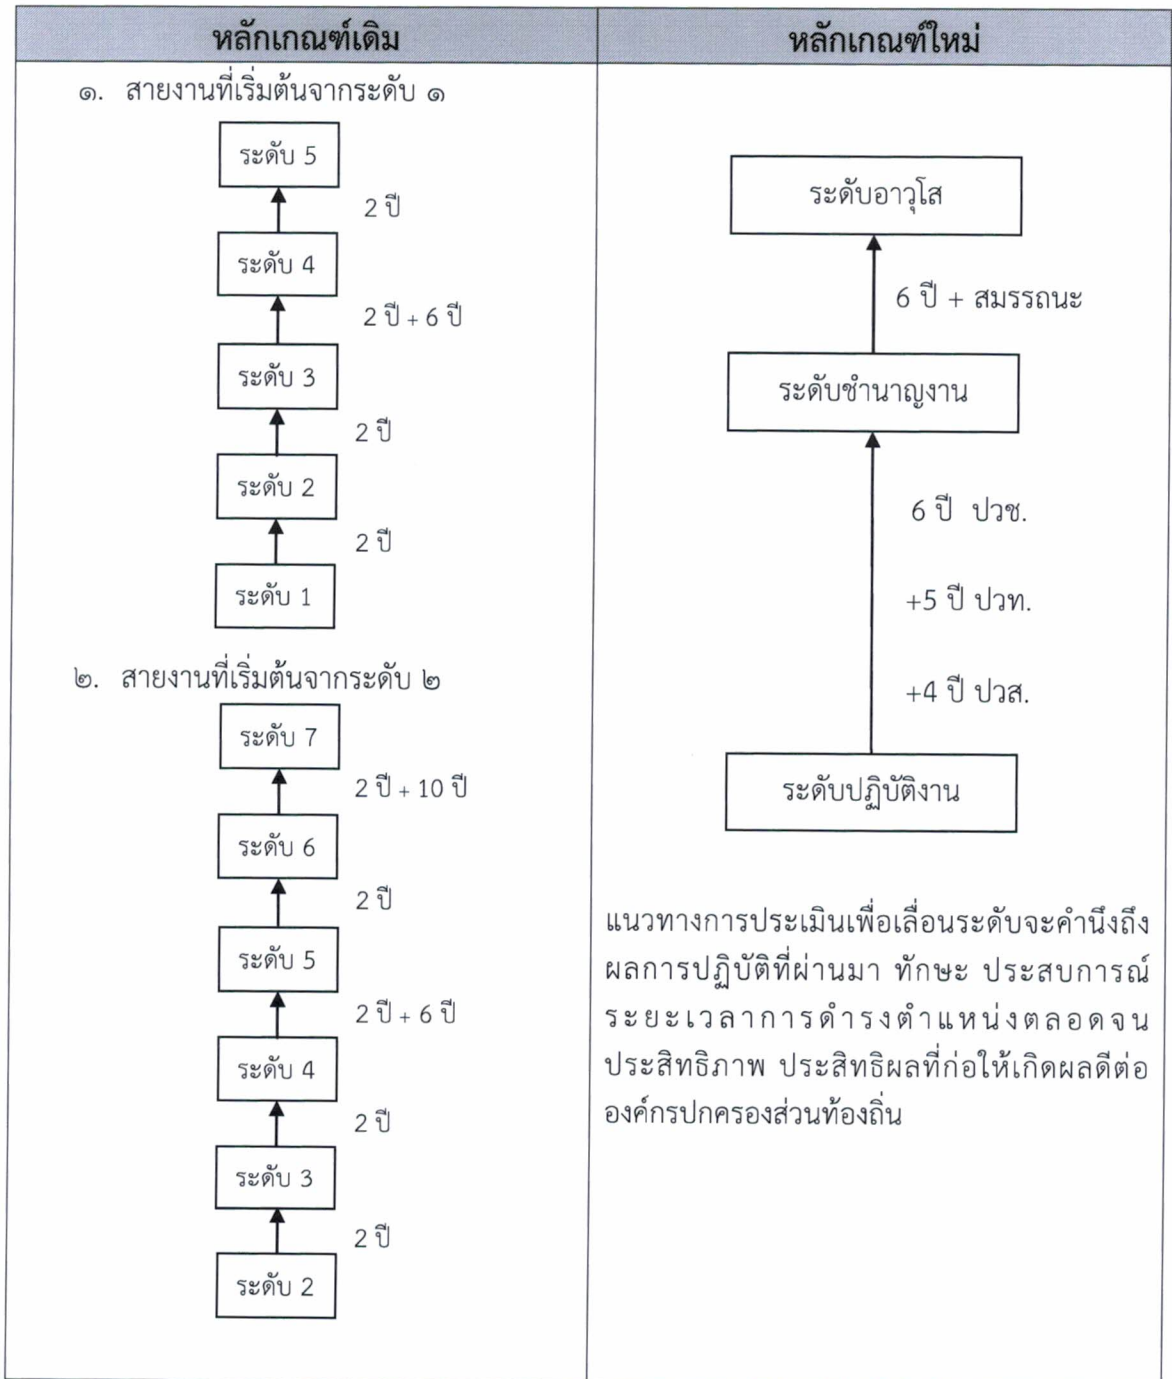 หลักเกณฑ์เดิม
๑. สายงานที่เริ่มต้นจากระดับ ๑
ระดับ 5
2 ปี
ระดับ 4
2 ปี + 6 ปี
ระดับ 3
2 ปี
ระดับ 2
2 ปี
ระดับ 1
๒. สายงานที่เริ่มต้นจากระดับ ๒
ระดับ 7
2 ปี + 10 ปี
ระดับ 6
2 ปี
ระดับ 5
2 ปี + 6 ปี
ระดับ 4
2 ปี
ระดับ 3
2 ปี
ระดับ 2
หลักเกณฑ์ใหม่
ระดับอาวุโส
6 ปี + สมรรถนะ
ระดับชำนาญงาน
6 ปี ปวช.
+5 ปี ปวท.
+4 ปี ปวส.
ระดับปฏิบัติงาน
แนวทางการประเมินเพื่อเลื่อนระดับจะคำนึงถึง
ผลการปฏิบัติที่ผ่านมา ทักษะ ประสบการณ์
ระยะเวลาการดำรงตำแหน่งตลอดจน
ประสิทธิภาพ ประสิทธิผลที่ก่อให้เกิดผลดีต่อ
องค์กรปกครองส่วนท้องถิ่น